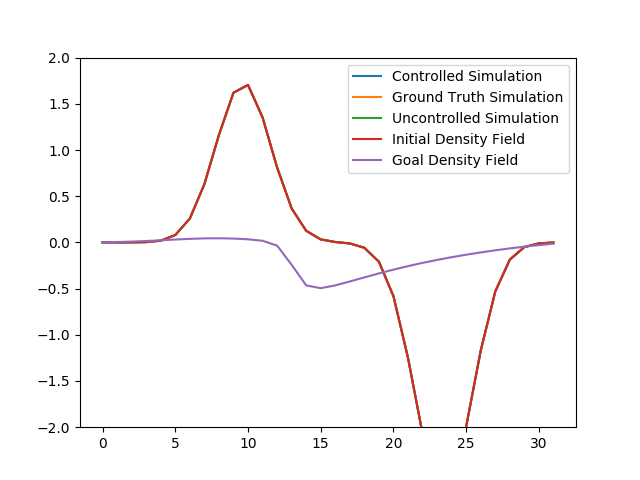 2.0
1.5
1.0
0.5
0.0
−0.5
−1.0
−1.5
−2.0
0 5 10 15 20 25 30
Controlled Simulation
Ground Truth Simulation
Uncontrolled Simulation
Initial Density Field
Goal Density Field